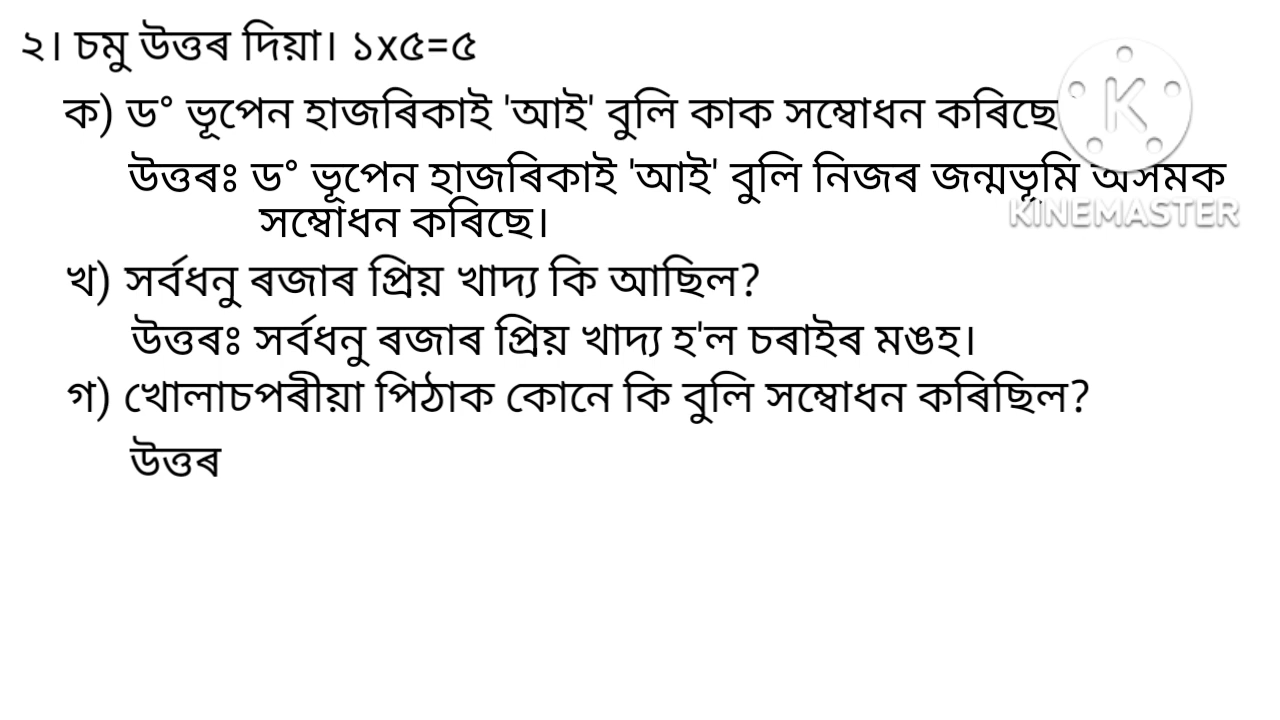 ২। চমু উত্তৰ দিয়া। ১x৫=৫
ক) ড° ভূপেন হাজৰিকাই 'আই' বুলি কাক সম্বোধন কৰিছে
উত্তৰঃ ড° ভূপেন হাজৰিকাই 'আই' বুলি নিজৰ জন্মভূমি অসমক
সম্বোধন কৰিছে।
KINEMASTER
খ) সৰ্বধনু ৰজাৰ প্ৰিয় খাদ্য কি আছিল?
উত্তৰঃ সৰ্বধনু ৰজাৰ প্ৰিয় খাদ্য হ'ল চৰাইৰ মঙহ।
গ) খোলাচপৰীয়া পিঠাক কোনে কি বুলি সম্বোধন কৰিছিল?
উত্তৰ